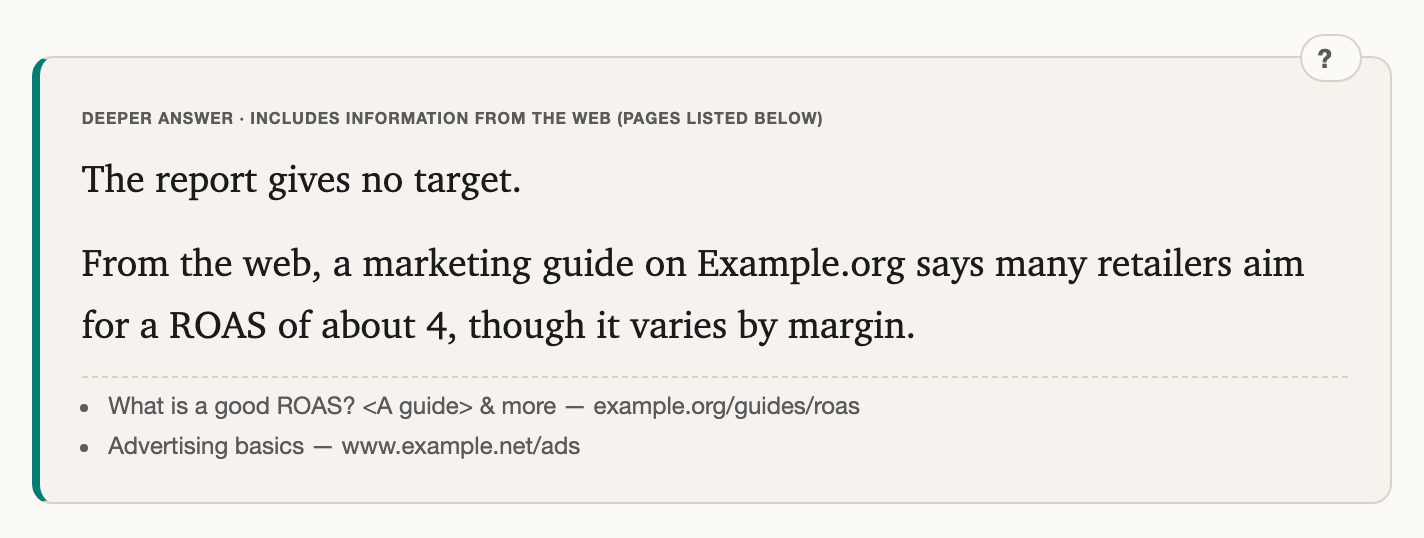 ?
DEEPER ANSWER · INCLUDES INFORMATION FROM THE WEB (PAGES LISTED BELOW)
The report gives no target.
From the web, a marketing guide on Example.org says many retailers aim
for a ROAS of about 4, though it varies by margin.
• What is a good ROAS? <A guide> & more — example.org/guides/roas
• Advertising basics — www.example.net/ads